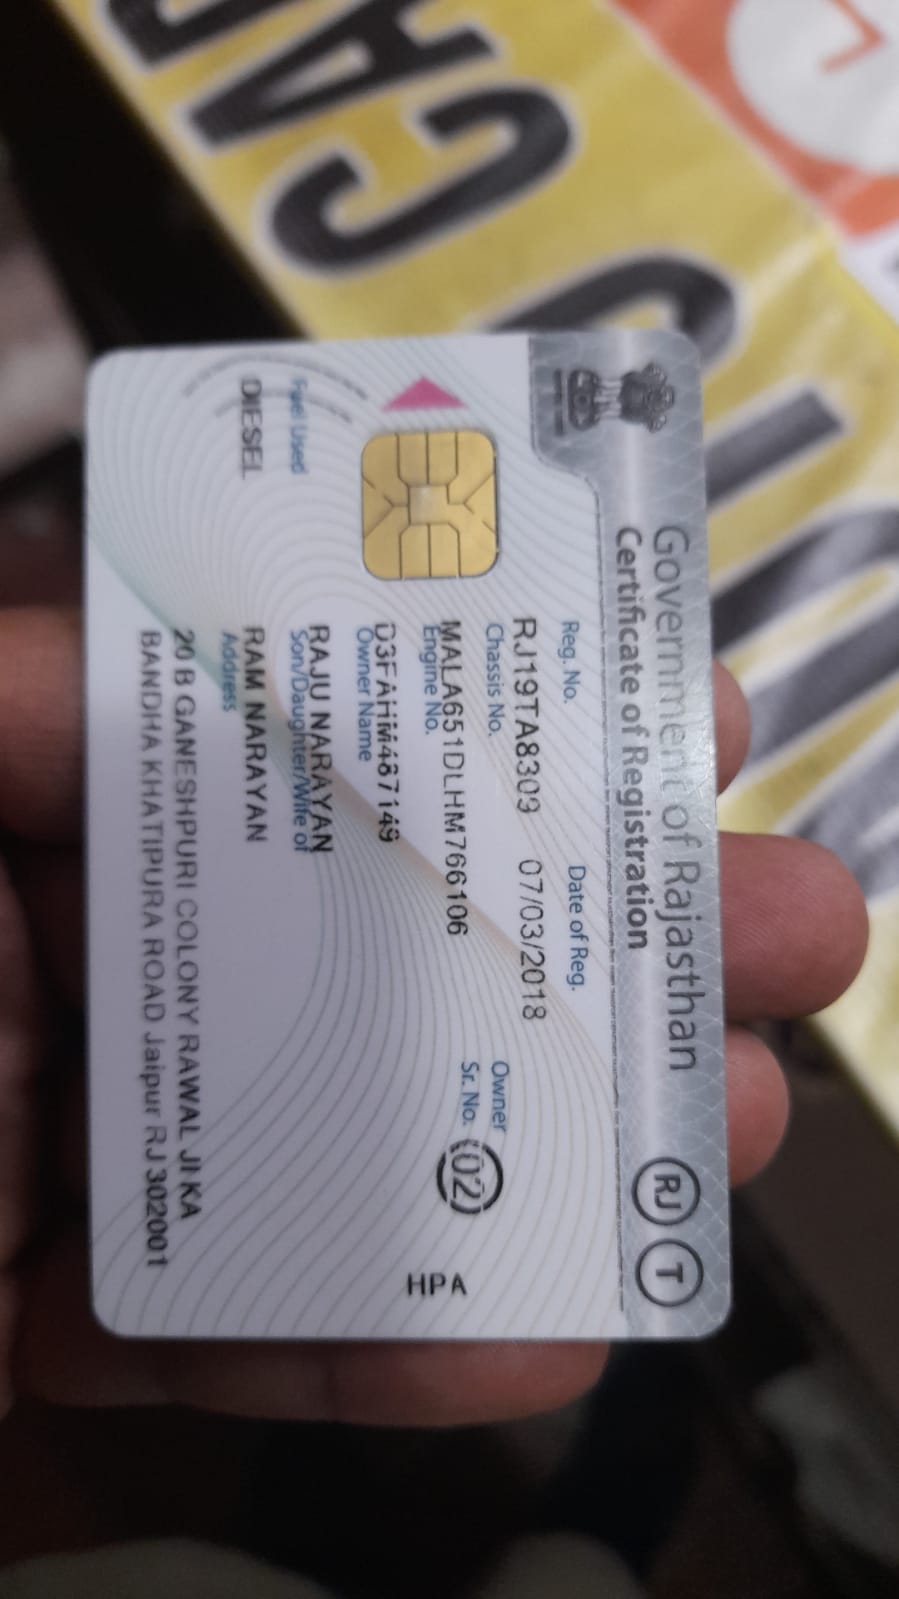 Government of Rajasthan
Certificate of Registration
RJ T
Reg. No. Date of Reg.
RJ19TA8309 07/03/2018
Chassis No.
MALA651DLHM766106
Engine No.
D3FAHM487149
Owner Name
RAJU NARAYAN
Son/Daughter/Wife of
RAM NARAYAN
Address
20 B GANESHPURI COLONY RAWAL JI KA
BANDHA KHATIPURA ROAD Jaipur RJ 302001
Owner
Sr. No. (02)
HPA
Fuel Used
DIESEL